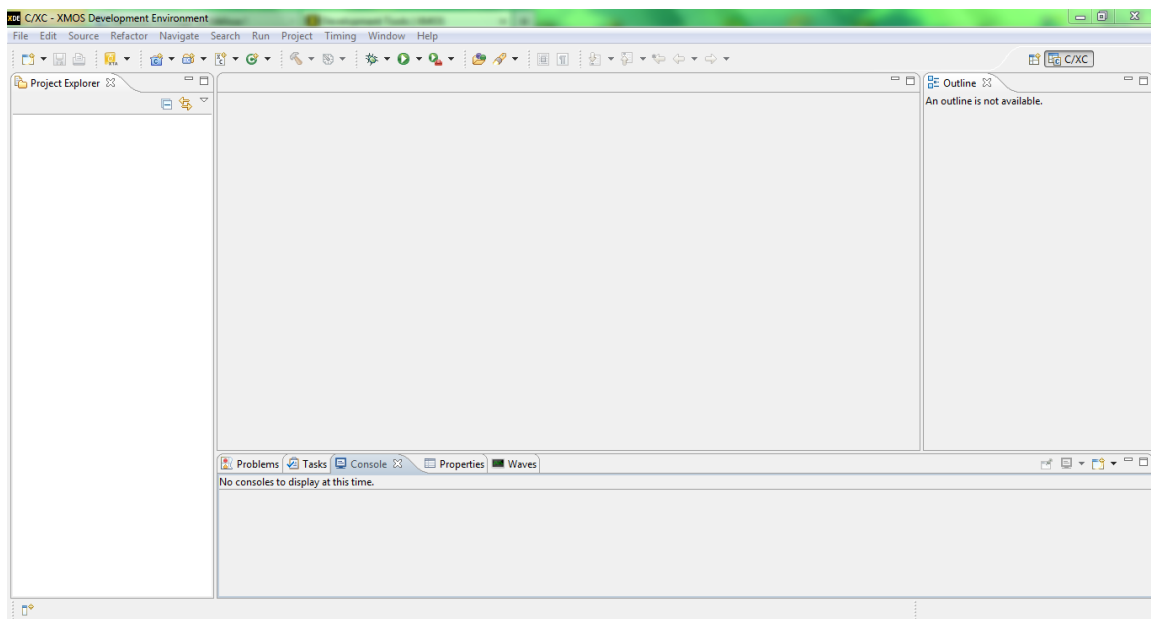 XDE C/XC - XMOS Development Environment
File Edit Source Refactor Navigate Search Run Project Timing Window Help
C/XC
Project Explorer
Outline
An outline is not available.
Problems Tasks Console Properties Waves
No consoles to display at this time.